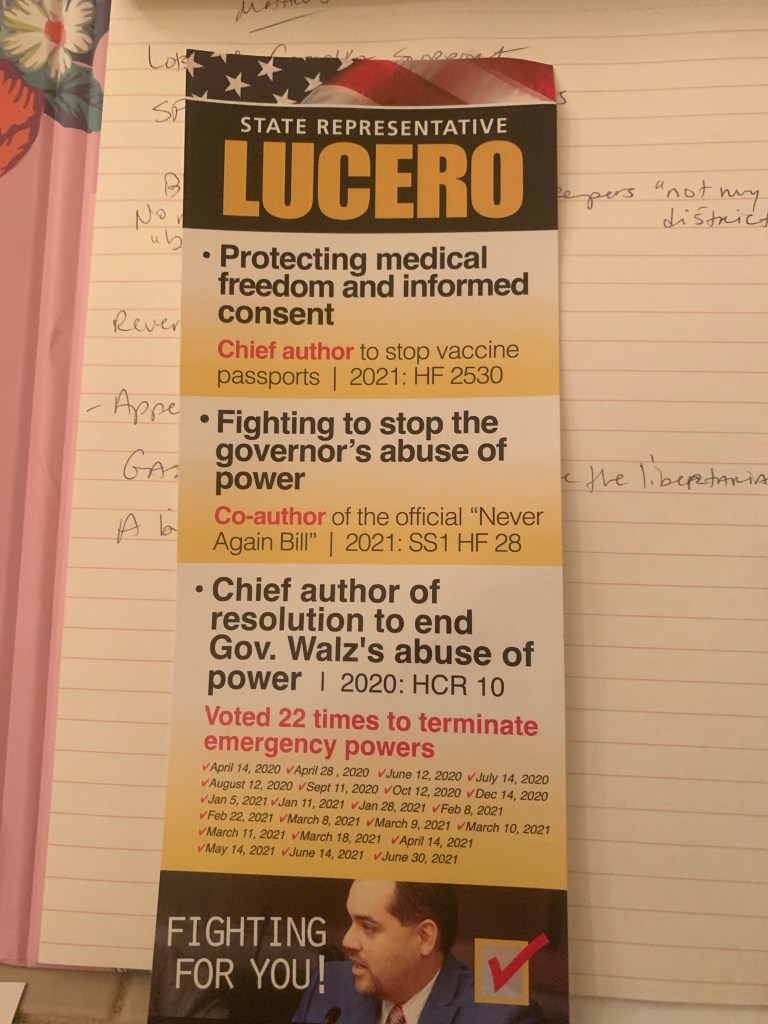 STATE REPRESENTATIVE
LUCERO
• Protecting medical
freedom and informed
consent
Chief author to stop vaccine
passports | 2021: HF 2530
• Fighting to stop the
governor's abuse of
power
Co-author of the official "Never
Again Bill" | 2021: SS1 HF 28
• Chief author of
resolution to end
Gov. Walz's abuse of
power | 2020: HCR 10
Voted 22 times to terminate
emergency powers
✓April 14, 2020 ✓April 28, 2020 ✓June 12, 2020 ✓July 14, 2020
✓August 12, 2020 ✓Sept 11, 2020 ✓Oct 12, 2020 ✓Dec 14, 2020
✓Jan 5, 2021 ✓Jan 11, 2021 ✓Jan 28, 2021 ✓Feb 8, 2021
✓Feb 22, 2021 ✓March 8, 2021 ✓March 9, 2021 ✓March 10, 2021
✓March 11, 2021 ✓March 18, 2021 ✓April 14, 2021
✓May 14, 2021 ✓June 14, 2021 ✓June 30, 2021
FIGHTING
FOR YOU!
"not my
district
the